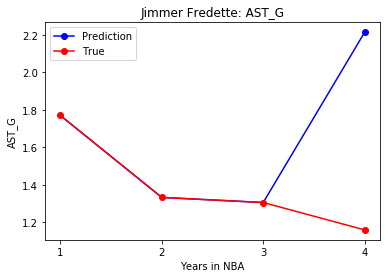 Jimmer Fredette: AST_G
Prediction
True
2.2
2.0
1.8
1.6
1.4
1.2
AST_G
1 2 3 4
Years in NBA